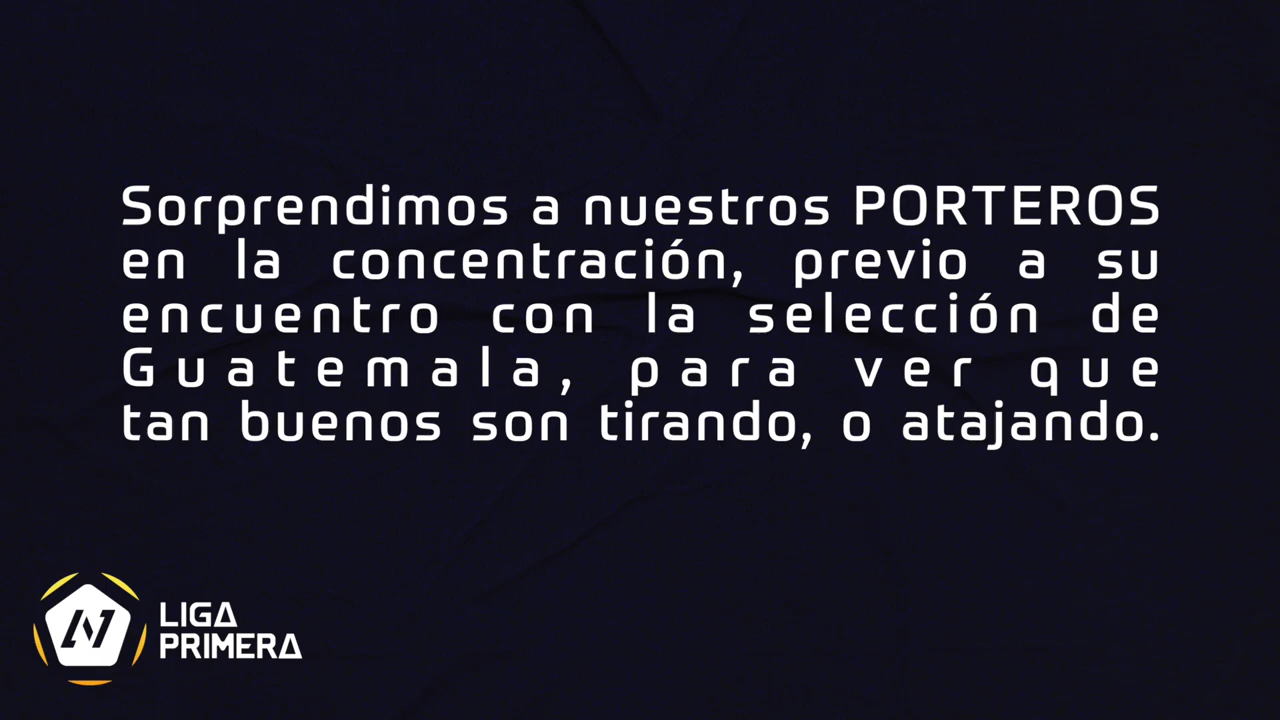 Sorprendimos a nuestros PORTEROS
en la concentración, previo a su
encuentro con la selección de
Guatemala, para ver que
tan buenos son tirando, o atajando.
LIGA
PRIMERA